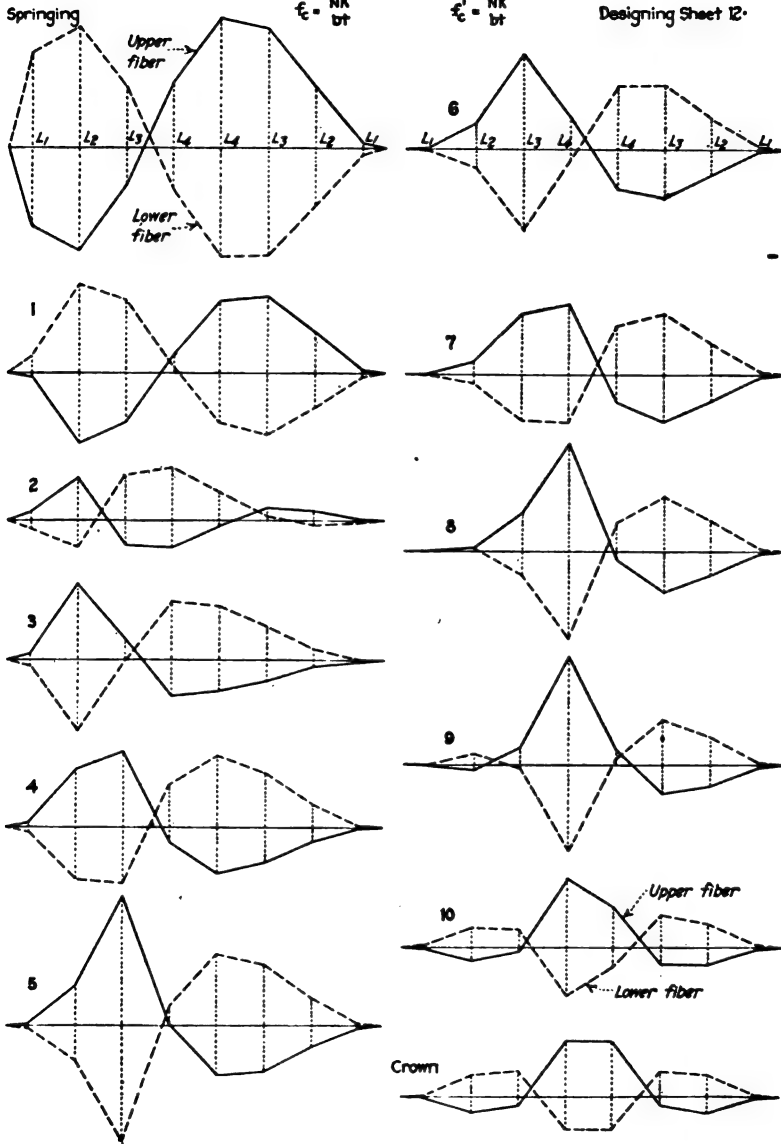 Springing
f_c = NK/bt
f_c' = NK/bt
Designing Sheet 12.
Upper fiber
L₁ L₂ L₃ L₄ L₄ L₃ L₂ L₁
Lower fiber
6
L₁ L₂ L₃ L₄ L₄ L₃ L₂ L₁
1
7
2
8
3
9
4
10
Upper fiber
Lower fiber
5
Crown